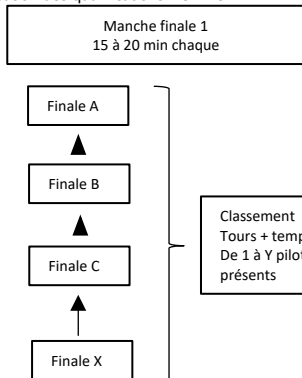 Manche finale 1
15 à 20 min chaque
Finale A
Finale B
Classement
Tours + temp
De 1 à Y pilot
présents
Finale C
Finale X